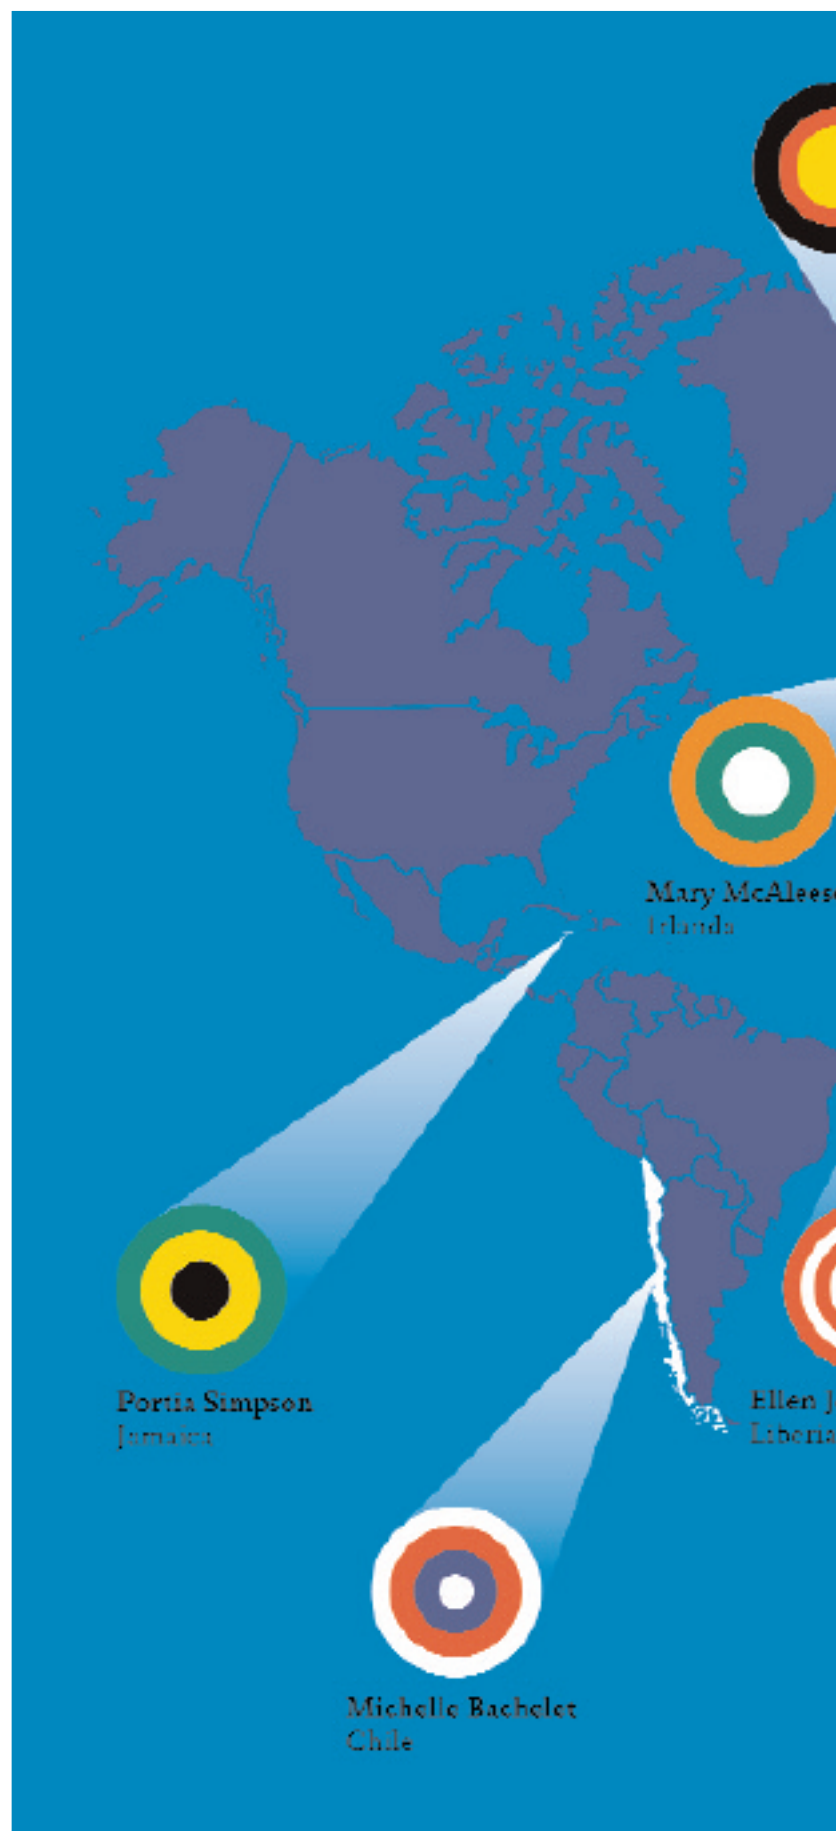 Mary McAleese
Irlanda
Portia Simpson
Jamaica
Ellen J
Liberia
Michelle Bachelet
Chile